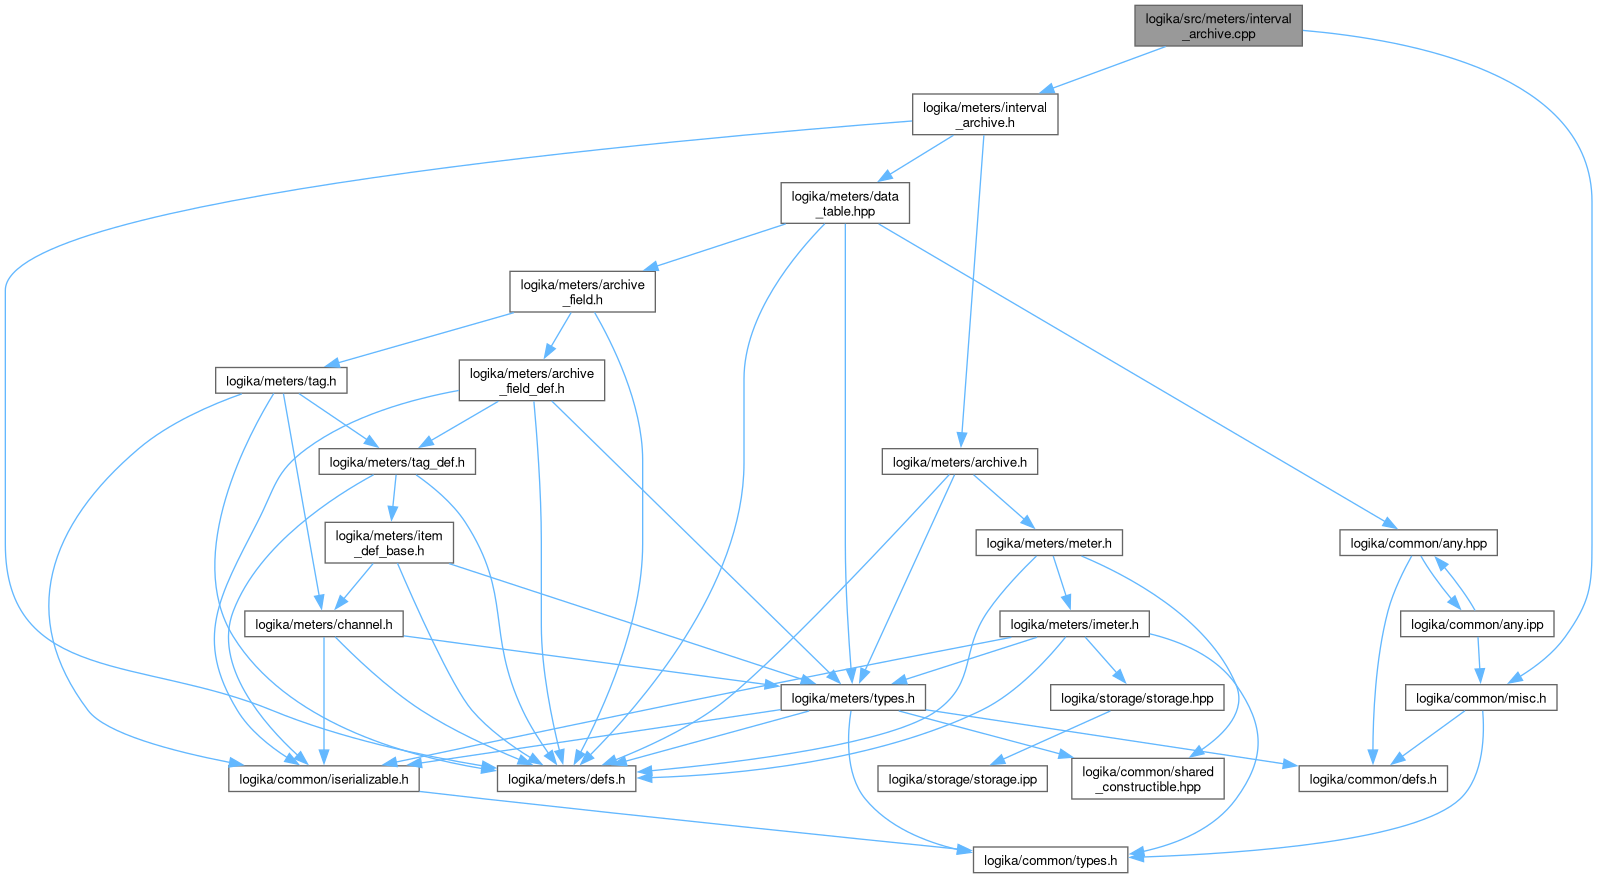 logika/src/meters/interval
_archive.cpp
logika/meters/interval
_archive.h
logika/meters/data
_table.hpp
logika/meters/archive
_field.h
logika/meters/tag.h
logika/meters/archive
_field_def.h
logika/meters/tag_def.h
logika/meters/archive.h
logika/meters/item
_def_base.h
logika/meters/meter.h
logika/common/any.hpp
logika/meters/channel.h
logika/meters/imeter.h
logika/common/any.ipp
logika/meters/types.h
logika/storage/storage.hpp
logika/common/misc.h
logika/common/iserializable.h
logika/meters/defs.h
logika/storage/storage.ipp
logika/common/shared
_constructible.hpp
logika/common/defs.h
logika/common/types.h